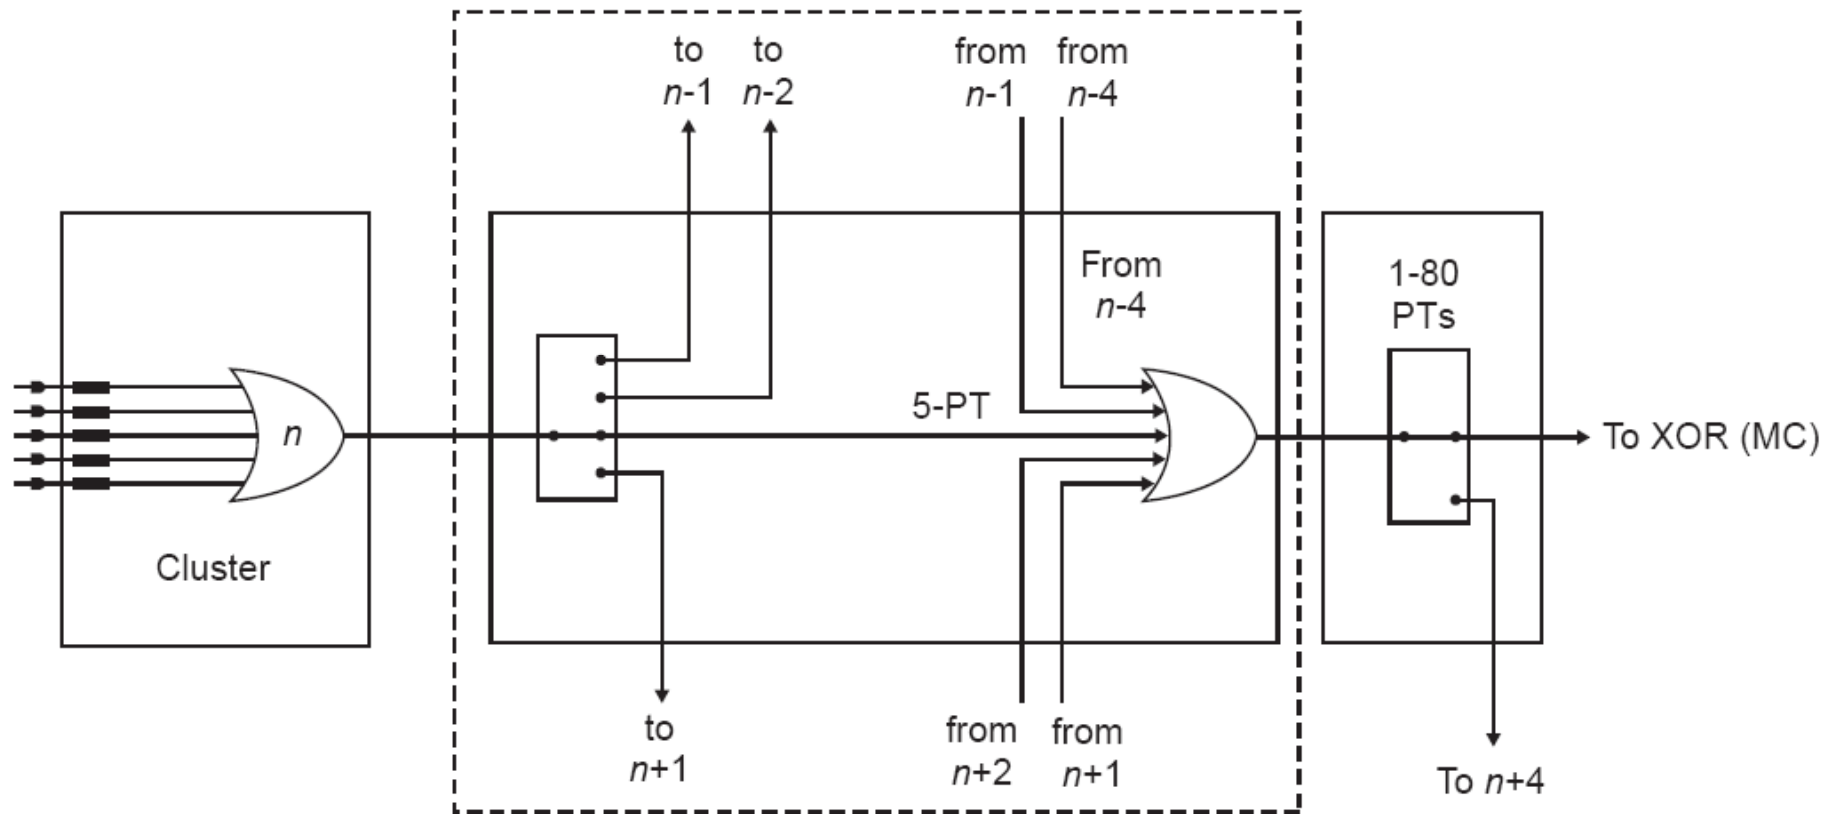 to to from from
n-1 n-2 n-1 n-4
From
n-4
1-80
PTs
5-PT
n
To XOR (MC)
Cluster
to
n+1
from from
n+2 n+1
To n+4